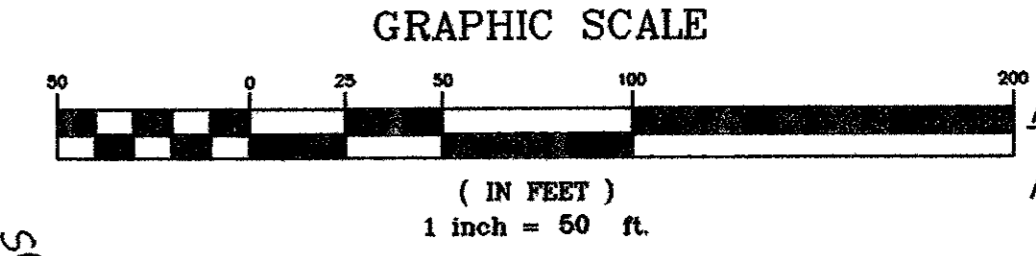 GRAPHIC SCALE
50 0 25 50 100 200
( IN FEET )
1 inch = 50 ft.